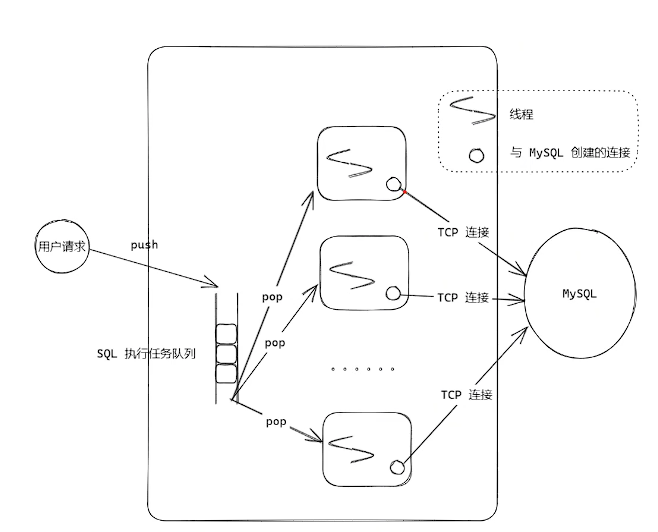 线程
与 MySQL 创建的连接
TCP 连接
用户请求
push
pop
TCP 连接
MySQL
pop
SQL 执行任务队列
TCP 连接
pop